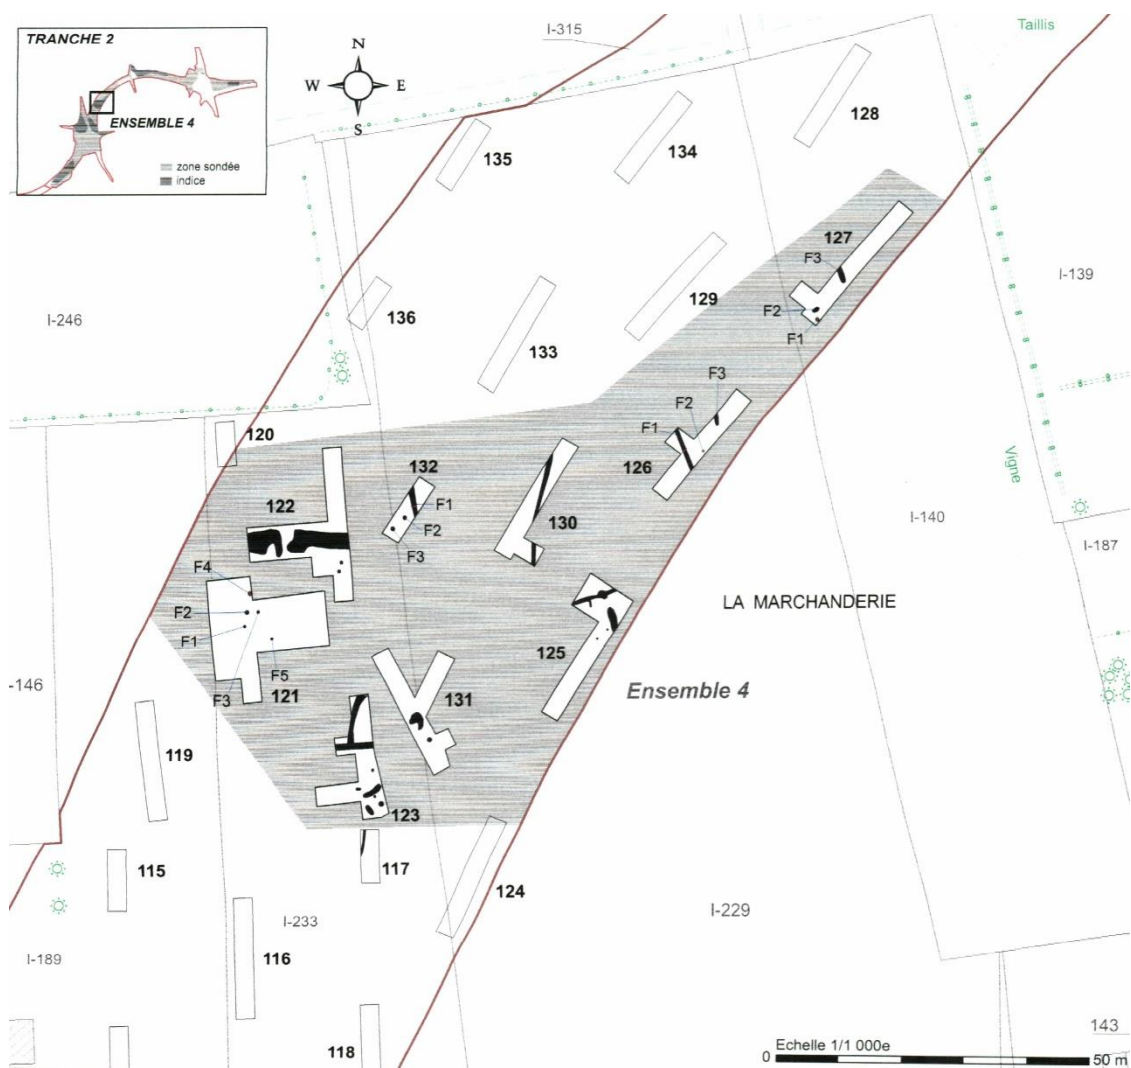 TRANCHE 2
ENSEMBLE 4
zone sondée
indice
N
W E
S
I-315
Taillis
128
134
135
127
F3
I-139
129
F2
F1
136
I-246
133
F3
F2
120
F1
132
126
Vigne
122
F1
130
F2
I-140
F3
I-187
F4
F2
LA MARCHANDERIE
F1
125
F5
-146
Ensemble 4
F3
121
131
119
123
117
115
124
I-229
I-233
I-189
116
143
118
Echelle 1/1 000e
0 50 m